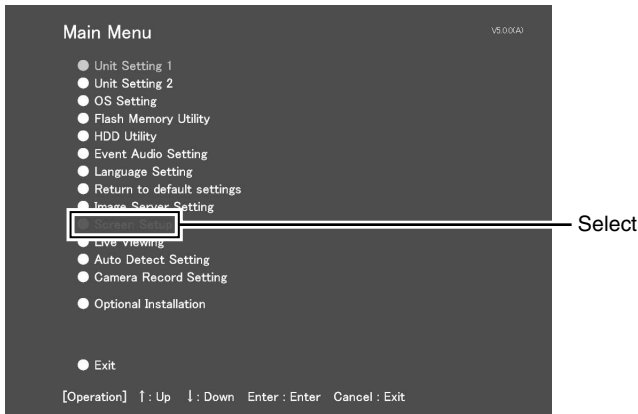 Main Menu
V5.0.0(A)
Unit Setting 1
Unit Setting 2
OS Setting
Flash Memory Utility
HDD Utility
Event Audio Setting
Language Setting
Return to default settings
Image Server Setting
Screen Setup
Select
Live Viewing
Auto Detect Setting
Camera Record Setting
Optional Installation
Exit
[Operation] ↑: Up ↓: Down Enter : Enter Cancel : Exit